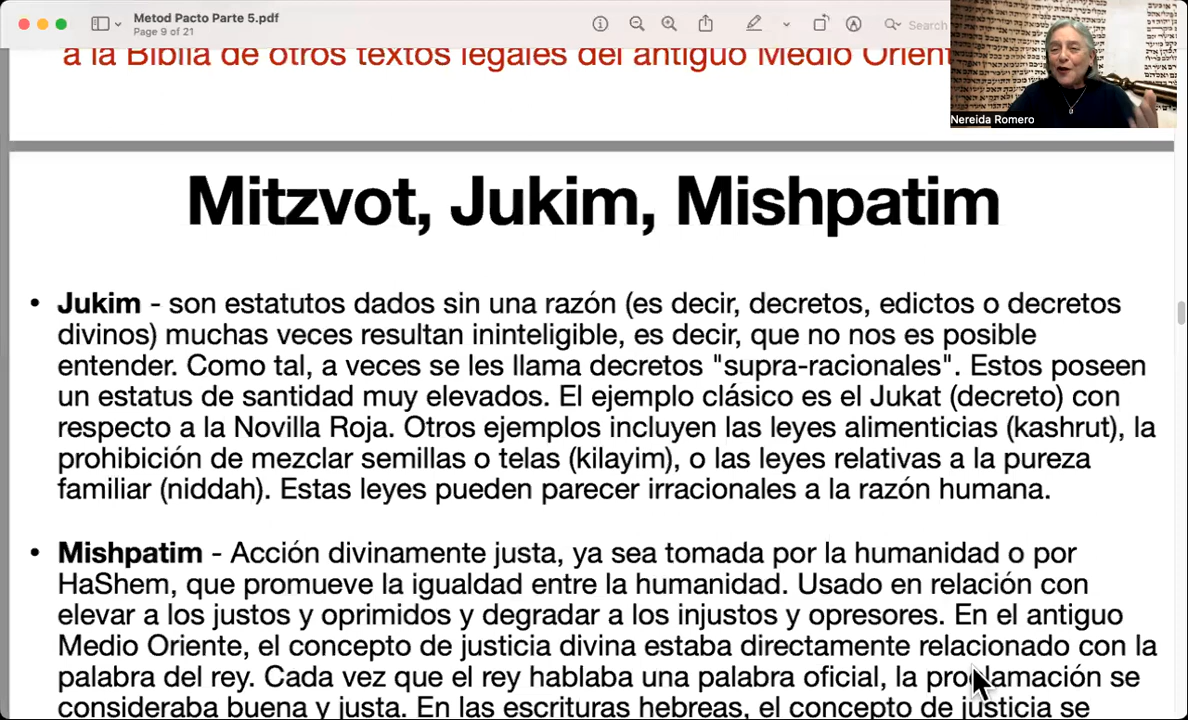 Metod Pacto Parte 5.pdf
Page 9 of 21
Search
a la Biblia de otros textos legales del antiguo Medio Orient
Nereida Romero
Mitzvot, Jukim, Mishpatim
• Jukim - son estatutos dados sin una razón (es decir, decretos, edictos o decretos
divinos) muchas veces resultan ininteligible, es decir, que no nos es posible
entender. Como tal, a veces se les llama decretos "supra-racionales". Estos poseen
un estatus de santidad muy elevados. El ejemplo clásico es el Jukat (decreto) con
respecto a la Novilla Roja. Otros ejemplos incluyen las leyes alimenticias (kashrut), la
prohibición de mezclar semillas o telas (kilayim), o las leyes relativas a la pureza
familiar (niddah). Estas leyes pueden parecer irracionales a la razón humana.
• Mishpatim - Acción divinamente justa, ya sea tomada por la humanidad o por
HaShem, que promueve la igualdad entre la humanidad. Usado en relación con
elevar a los justos y oprimidos y degradar a los injustos y opresores. En el antiguo
Medio Oriente, el concepto de justicia divina estaba directamente relacionado con la
palabra del rey. Cada vez que el rey hablaba una palabra oficial, la proclamación se
consideraba buena y justa. En las escrituras hebreas, el concepto de justicia se